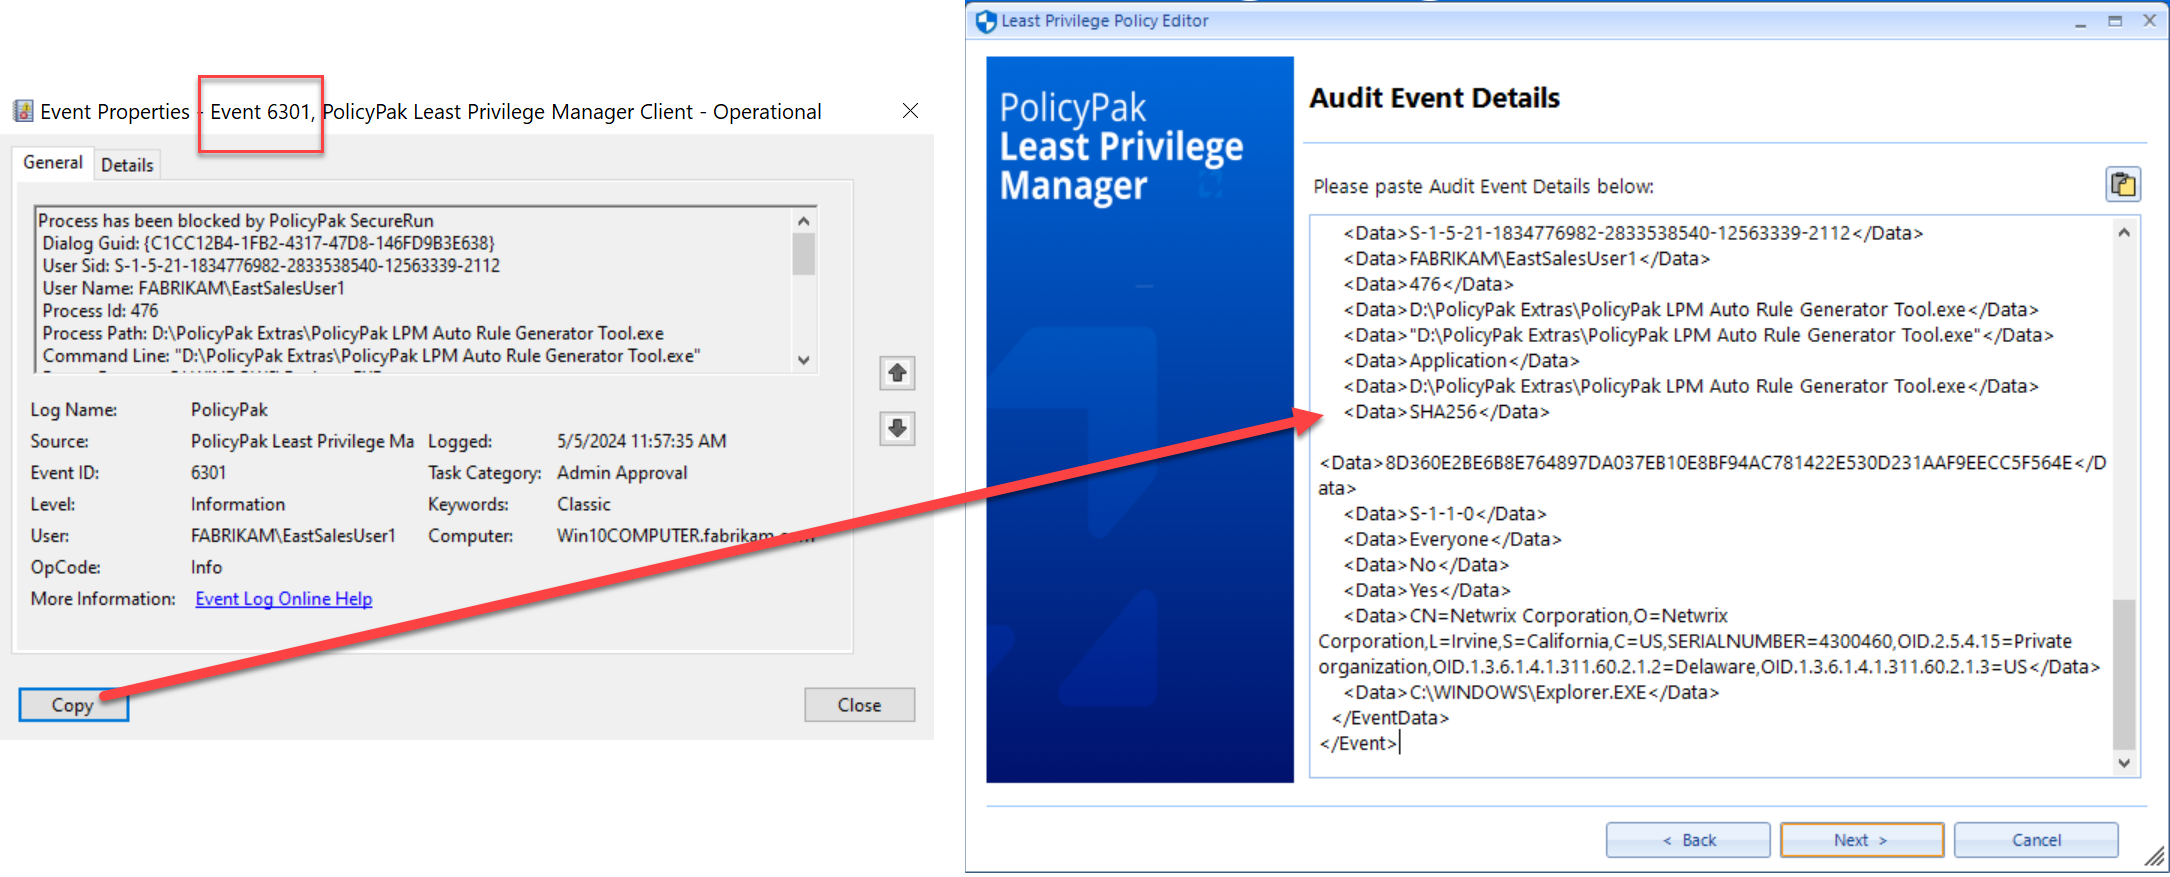 Event Properties - Event 6301, PolicyPak Least Privilege Manager Client - Operational
General
Details
Process has been blocked by PolicyPak SecureRun
Dialog Guid: {C1CC12B4-1FB2-4317-47D8-146FD9B3E638}
User Sid: S-1-5-21-1834776982-2833538540-12563339-2112
User Name: FABRIKAM\EastSalesUser1
Process Id: 476
Process Path: D:\PolicyPak Extras\PolicyPak LPM Auto Rule Generator Tool.exe
Command Line: "D:\PolicyPak Extras\PolicyPak LPM Auto Rule Generator Tool.exe"
Log Name: PolicyPak
Source: PolicyPak Least Privilege Ma Logged: 5/5/2024 11:57:35 AM
Event ID: 6301 Task Category: Admin Approval
Level: Information Keywords: Classic
User: FABRIKAM\EastSalesUser1 Computer: Win10COMPUTER.fabrikam
OpCode: Info
More Information: Event Log Online Help
Copy
Close
Least Privilege Policy Editor
PolicyPak
Least Privilege
Manager
Audit Event Details
Please paste Audit Event Details below:
<Data>S-1-5-21-1834776982-2833538540-12563339-2112</Data>
<Data>FABRIKAM\EastSalesUser1</Data>
<Data>476</Data>
<Data>D:\PolicyPak Extras\PolicyPak LPM Auto Rule Generator Tool.exe</Data>
<Data>"D:\PolicyPak Extras\PolicyPak LPM Auto Rule Generator Tool.exe"</Data>
<Data>Application</Data>
<Data>D:\PolicyPak Extras\PolicyPak LPM Auto Rule Generator Tool.exe</Data>
<Data>SHA256</Data>
<Data>8D360E2BE6B8E764897DA037EB10E8BF94AC781422E530D231AAF9EECC5F564E</D
ata>
<Data>S-1-1-0</Data>
<Data>Everyone</Data>
<Data>No</Data>
<Data>Yes</Data>
<Data>CN=Netwrix Corporation,O=Netwrix
Corporation,L=Irvine,S=California,C=US,SERIALNUMBER=4300460,OID.2.5.4.15=Private
organization,OID.1.3.6.1.4.1.311.60.2.1.2=Delaware,OID.1.3.6.1.4.1.311.60.2.1.3=US</Data>
<Data>C:\WINDOWS\Explorer.EXE</Data>
</EventData>
</Event>
< Back
Next >
Cancel